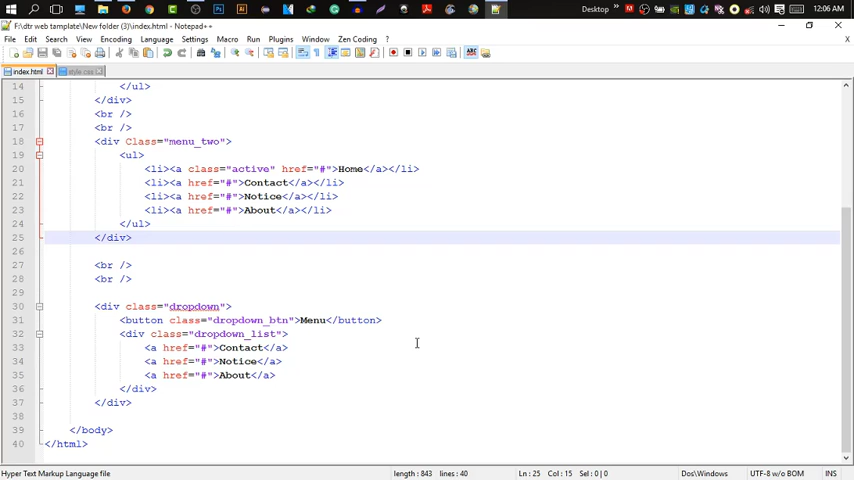 Desktop
12:06 AM
F:\dtr web tamplate\New folder (3)\index.html - Notepad++
File Edit Search View Encoding Language Settings Macro Run Plugins Window Zen Coding ?
index.html style.css
14 </ul>
15 </div>
16 <br />
17 <br />
18 <div Class="menu_two">
19 <ul>
20 <li><a class="active" href="#">Home</a></li>
21 <li><a href="#">Contact</a></li>
22 <li><a href="#">Notice</a></li>
23 <li><a href="#">About</a></li>
24 </ul>
25 </div>
26
27 <br />
28 <br />
29
30 <div class="dropdown">
31 <button class="dropdown_btn">Menu</button>
32 <div class="dropdown_list">
33 <a href="#">Contact</a>
34 <a href="#">Notice</a>
35 <a href="#">About</a>
36 </div>
37 </div>
38
39 </body>
40 </html>
Hyper Text Markup Language file length : 843 lines : 40 Ln : 25 Col : 15 Sel : 0 | 0 Dos\Windows UTF-8 w/o BOM INS